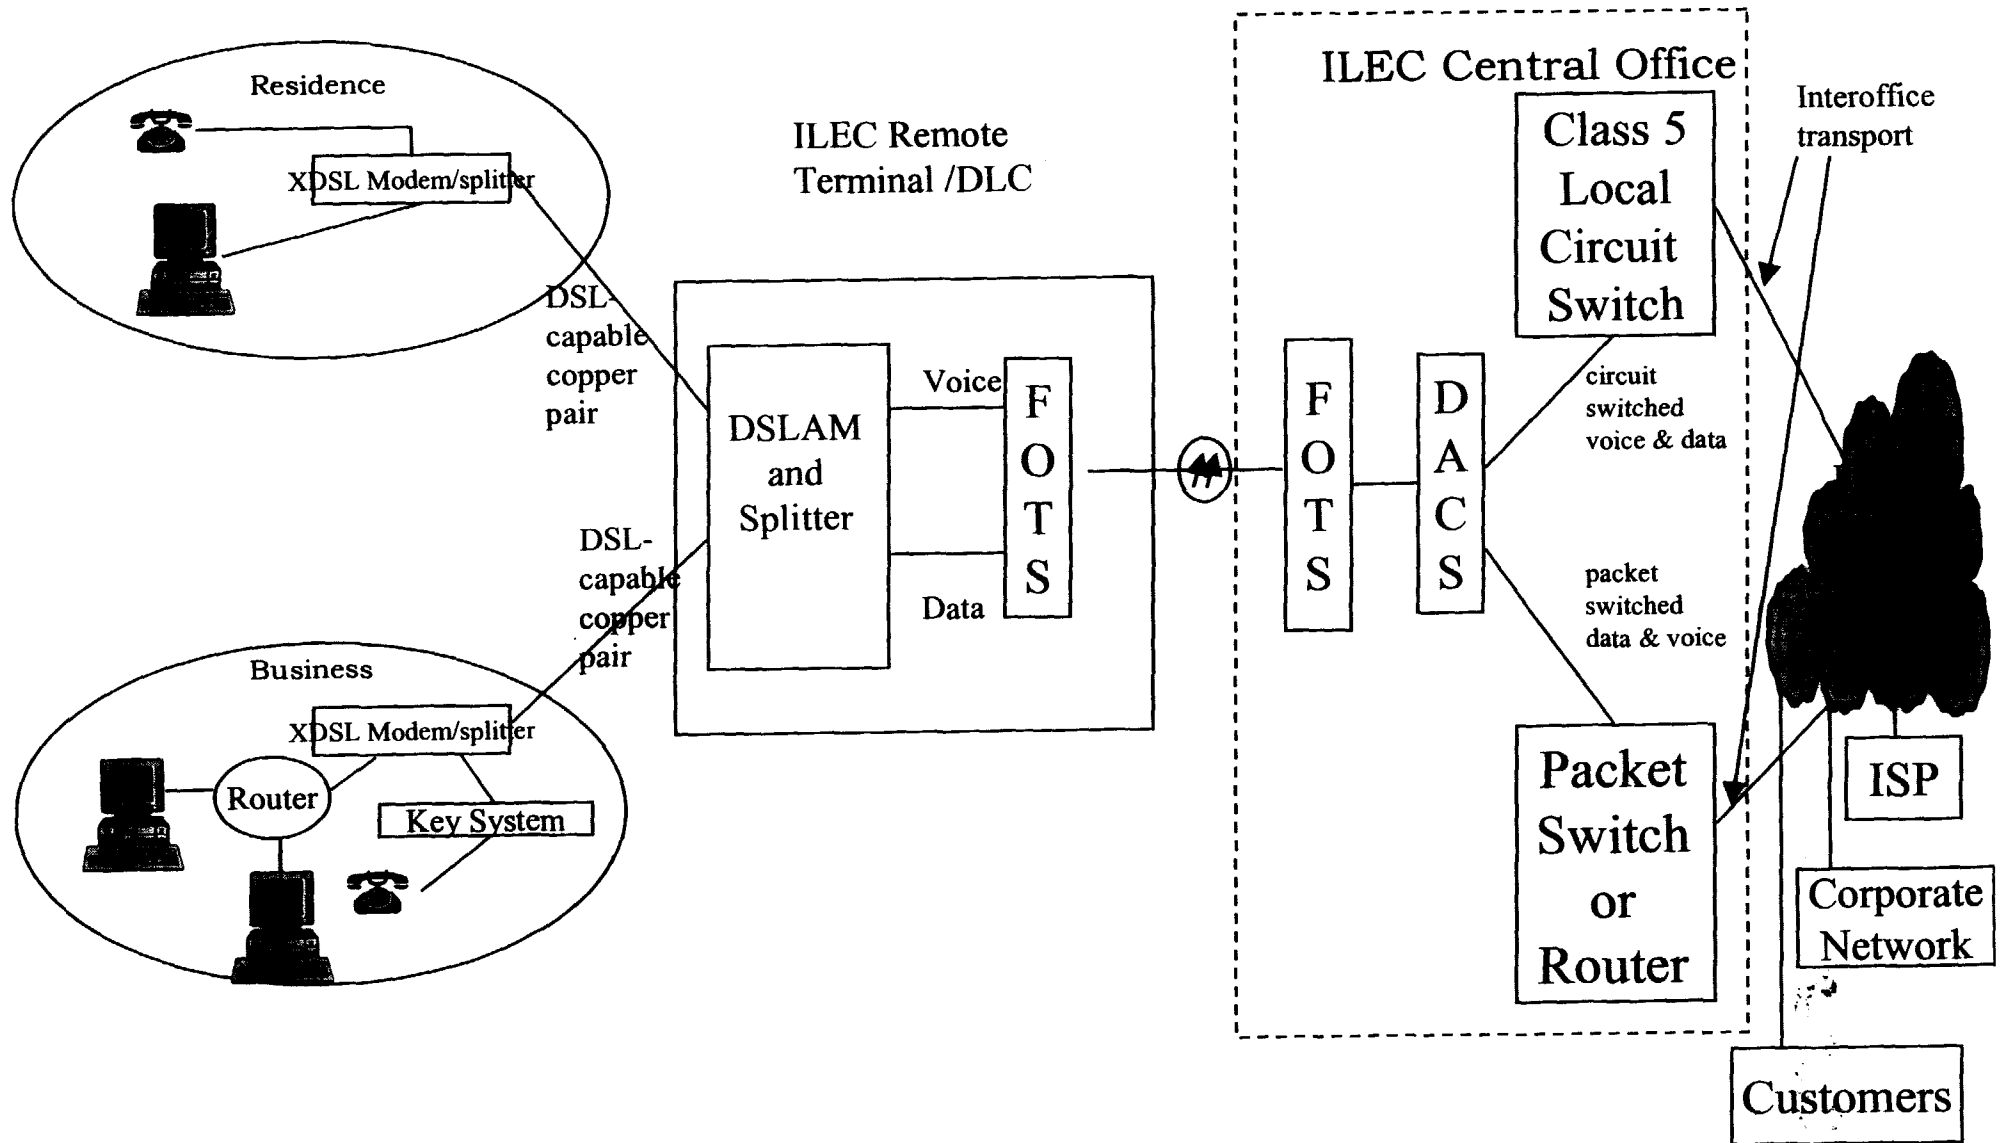 Residence
XDSL Modem/splitter
DSL-
capable
copper
pair
ILEC Remote
Terminal /DLC
DSLAM
and
Splitter
Voice
Data
F
O
T
S
DSL-
capable
copper
pair
Business
XDSL Modem/splitter
Router
Key System
ILEC Central Office
F
O
T
S
D
A
C
S
Class 5
Local
Circuit
Switch
circuit
switched
voice & data
packet
switched
data & voice
Packet
Switch
or
Router
Interoffice
transport
ISP
Corporate
Network
Customers